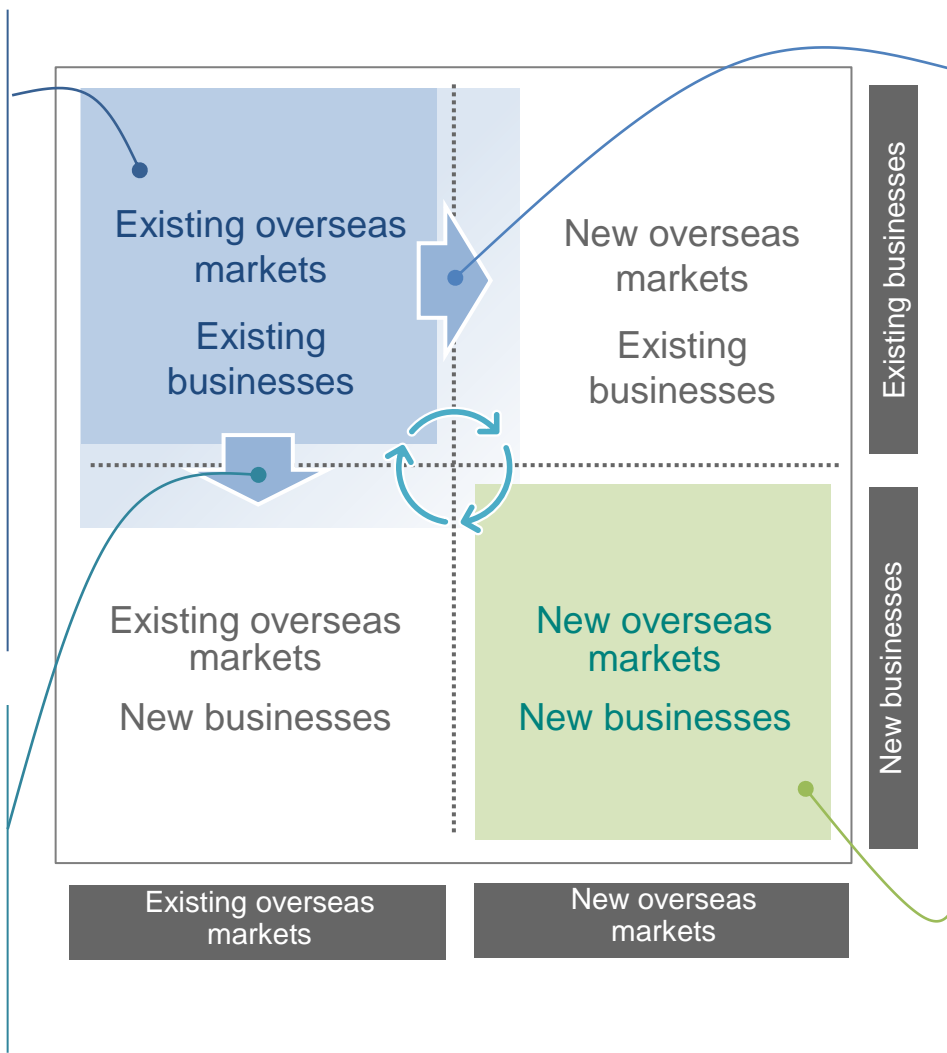 Existing overseas
markets
Existing
businesses
New overseas
markets
Existing
businesses
Existing businesses
Existing overseas
markets
New businesses
New overseas
markets
New businesses
New businesses
Existing overseas
markets
New overseas
markets